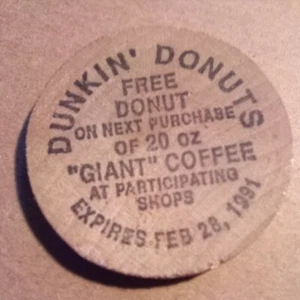 DUNKIN' DONUTS
FREE
DONUT
ON NEXT PURCHASE
OF 20 oz
"GIANT" COFFEE
AT PARTICIPATING
SHOPS
EXPIRES FEB 28, 1991